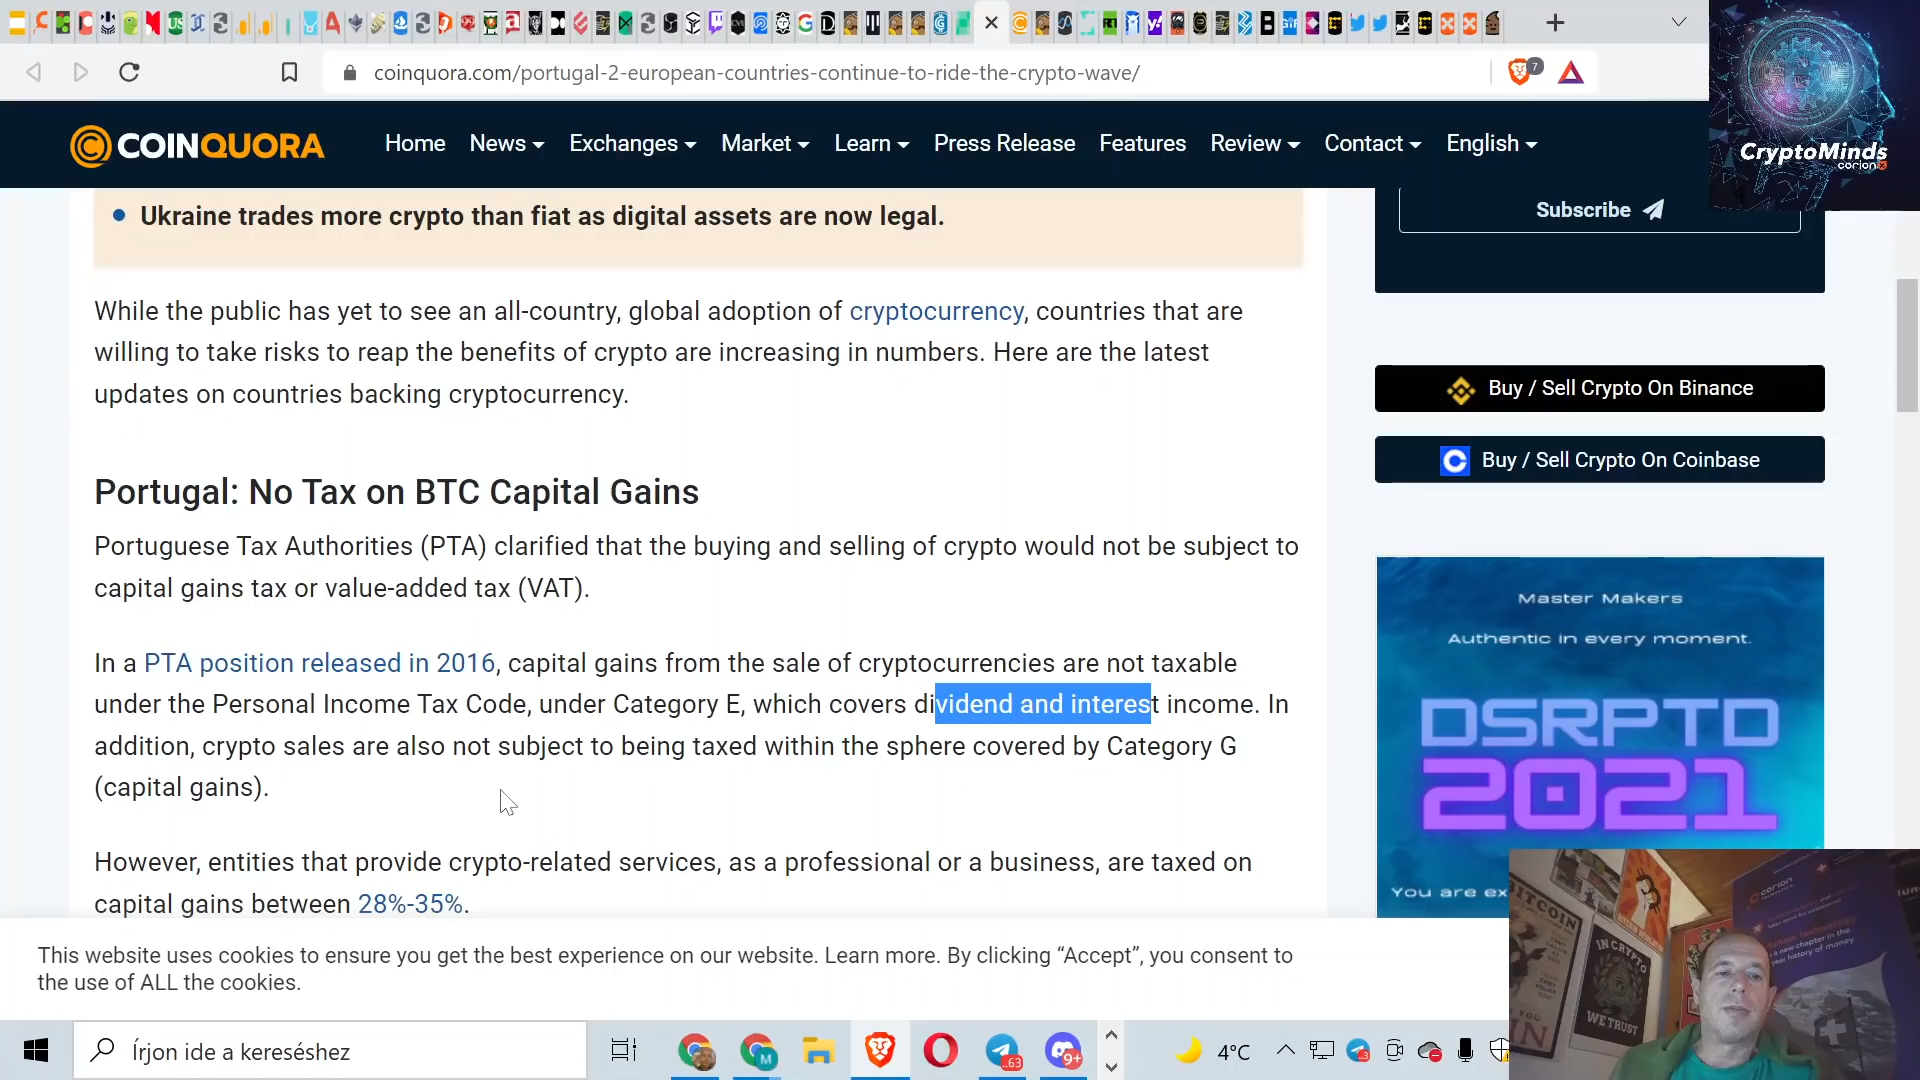 coinquora.com/portugal-2-european-countries-continue-to-ride-the-crypto-wave/
7
CryptoMinds
corion
COINQUORA
Home News Exchanges Market Learn Press Release Features Review Contact English
Ukraine trades more crypto than fiat as digital assets are now legal.
Subscribe
While the public has yet to see an all-country, global adoption of cryptocurrency, countries that are
willing to take risks to reap the benefits of crypto are increasing in numbers. Here are the latest
updates on countries backing cryptocurrency.
Buy / Sell Crypto On Binance
Buy / Sell Crypto On Coinbase
Portugal: No Tax on BTC Capital Gains
Portuguese Tax Authorities (PTA) clarified that the buying and selling of crypto would not be subject to
capital gains tax or value-added tax (VAT).
In a PTA position released in 2016, capital gains from the sale of cryptocurrencies are not taxable
under the Personal Income Tax Code, under Category E, which covers dividend and interest income. In
addition, crypto sales are also not subject to being taxed within the sphere covered by Category G
(capital gains).
However, entities that provide crypto-related services, as a professional or a business, are taxed on
capital gains between 28%-35%.
Master Makers
Authentic in every moment.
DSRPTD
2021
You are ex
This website uses cookies to ensure you get the best experience on our website. Learn more. By clicking “Accept”, you consent to
the use of ALL the cookies.
BITCOIN
IN CRYPTO
WE TRUST
corion
Írjon ide a kereséshez
63
9+
4°C